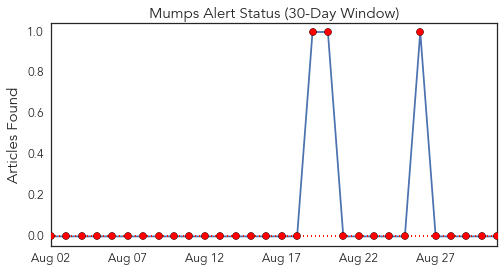 Mumps Alert Status (30-Day Window)
Articles Found
1.0
0.8
0.6
0.4
0.2
0.0
Aug 02 Aug 07 Aug 12 Aug 17 Aug 22 Aug 27